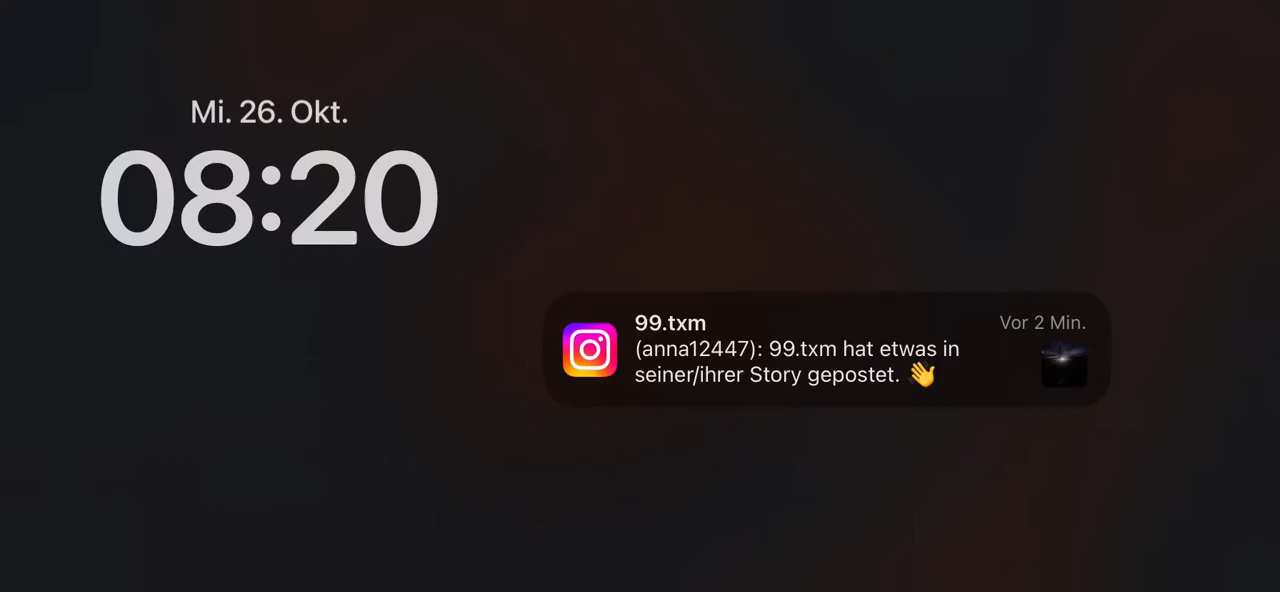 Mi. 26. Okt.
08:20
99.txm
Vor 2 Min.
(anna12447): 99.txm hat etwas in
seiner/ihrer Story gepostet. 👋